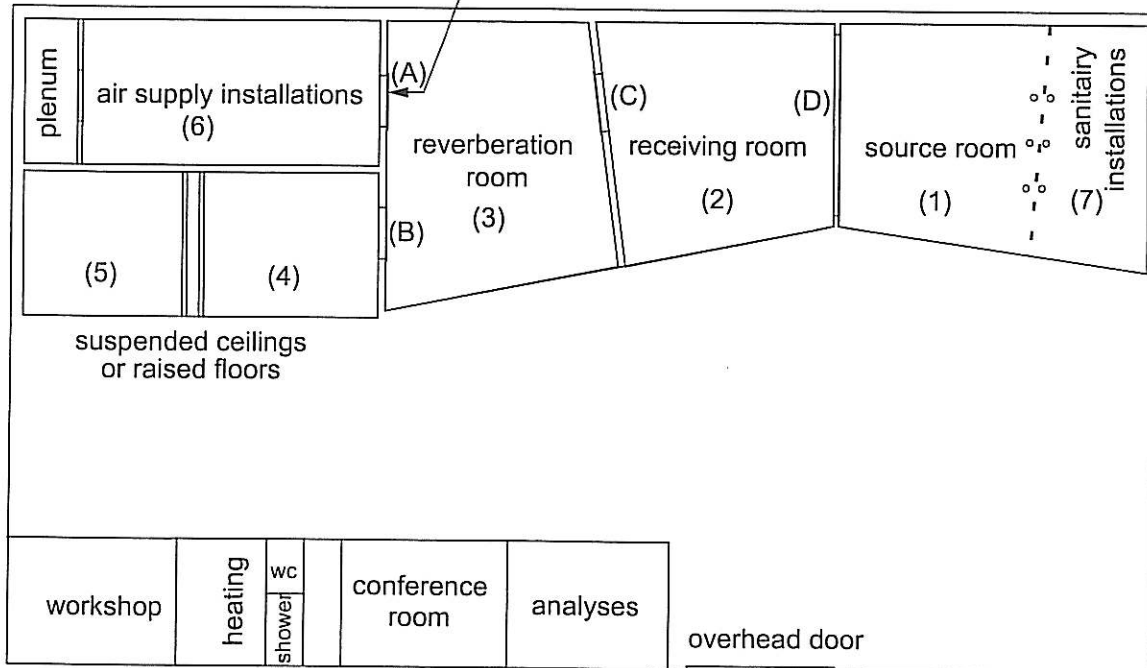 plenum
air supply installations
(6)
(A)
(B)
(5)
(4)
suspended ceilings
or raised floors
reverberation
room
(3)
(C)
receiving room
(2)
(D)
source room
(1)
sanitairy
installations
(7)
workshop
heating
wc
shower
conference
room
analyses
overhead door